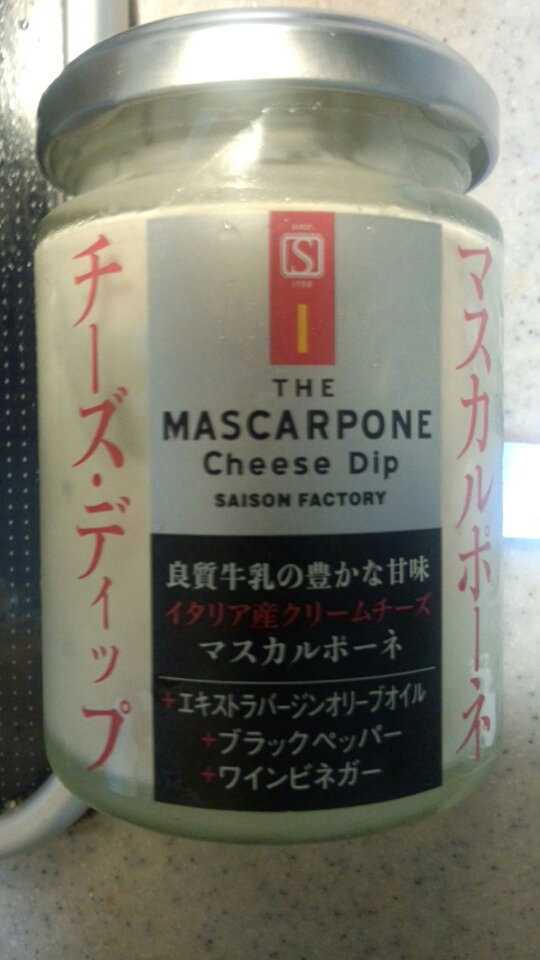 マスカルポーネ
チーズ・ディップ
SINCE
S
1989
THE
MASCARPONE
Cheese Dip
SAISON FACTORY
良質牛乳の豊かな甘味
イタリア産クリームチーズ
マスカルポーネ
+エキストラバージンオリーブオイル
+ブラックペッパー
+ワインビネガー